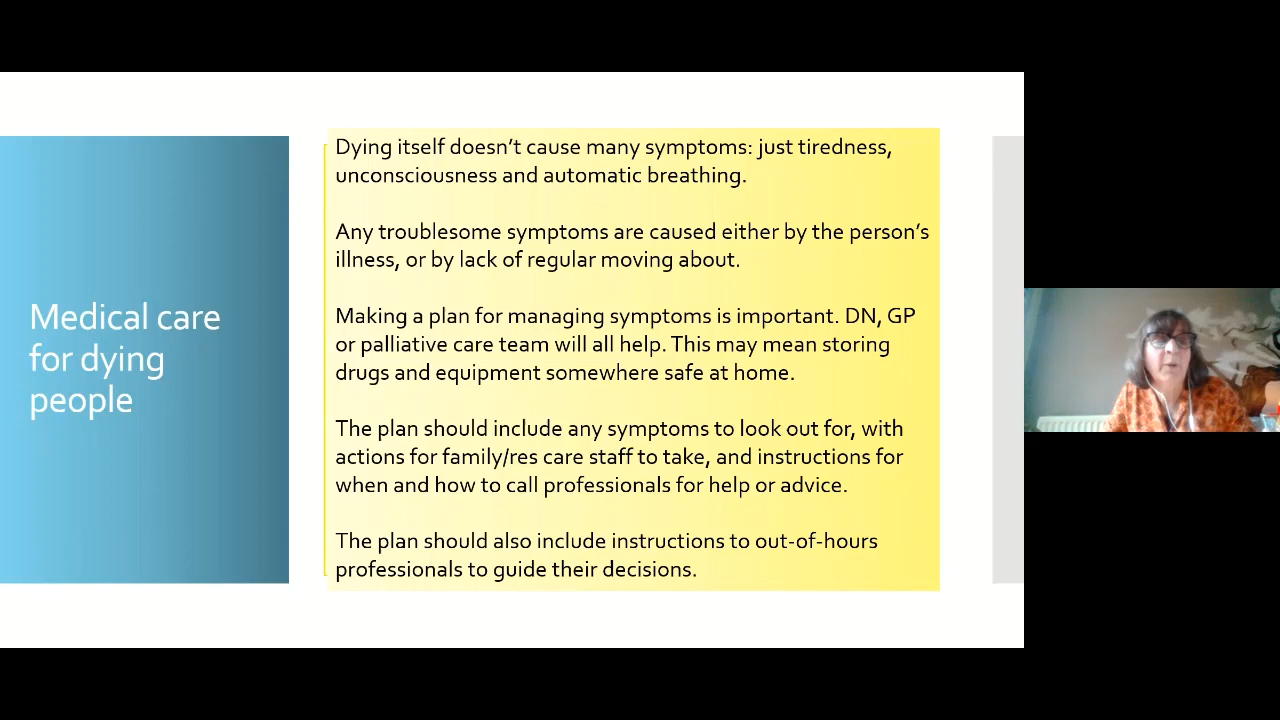 Medical care
for dying
people
Dying itself doesn't cause many symptoms: just tiredness,
unconsciousness and automatic breathing.
Any troublesome symptoms are caused either by the person's
illness, or by lack of regular moving about.
Making a plan for managing symptoms is important. DN, GP
or palliative care team will all help. This may mean storing
drugs and equipment somewhere safe at home.
The plan should include any symptoms to look out for, with
actions for family/res care staff to take, and instructions for
when and how to call professionals for help or advice.
The plan should also include instructions to out-of-hours
professionals to guide their decisions.